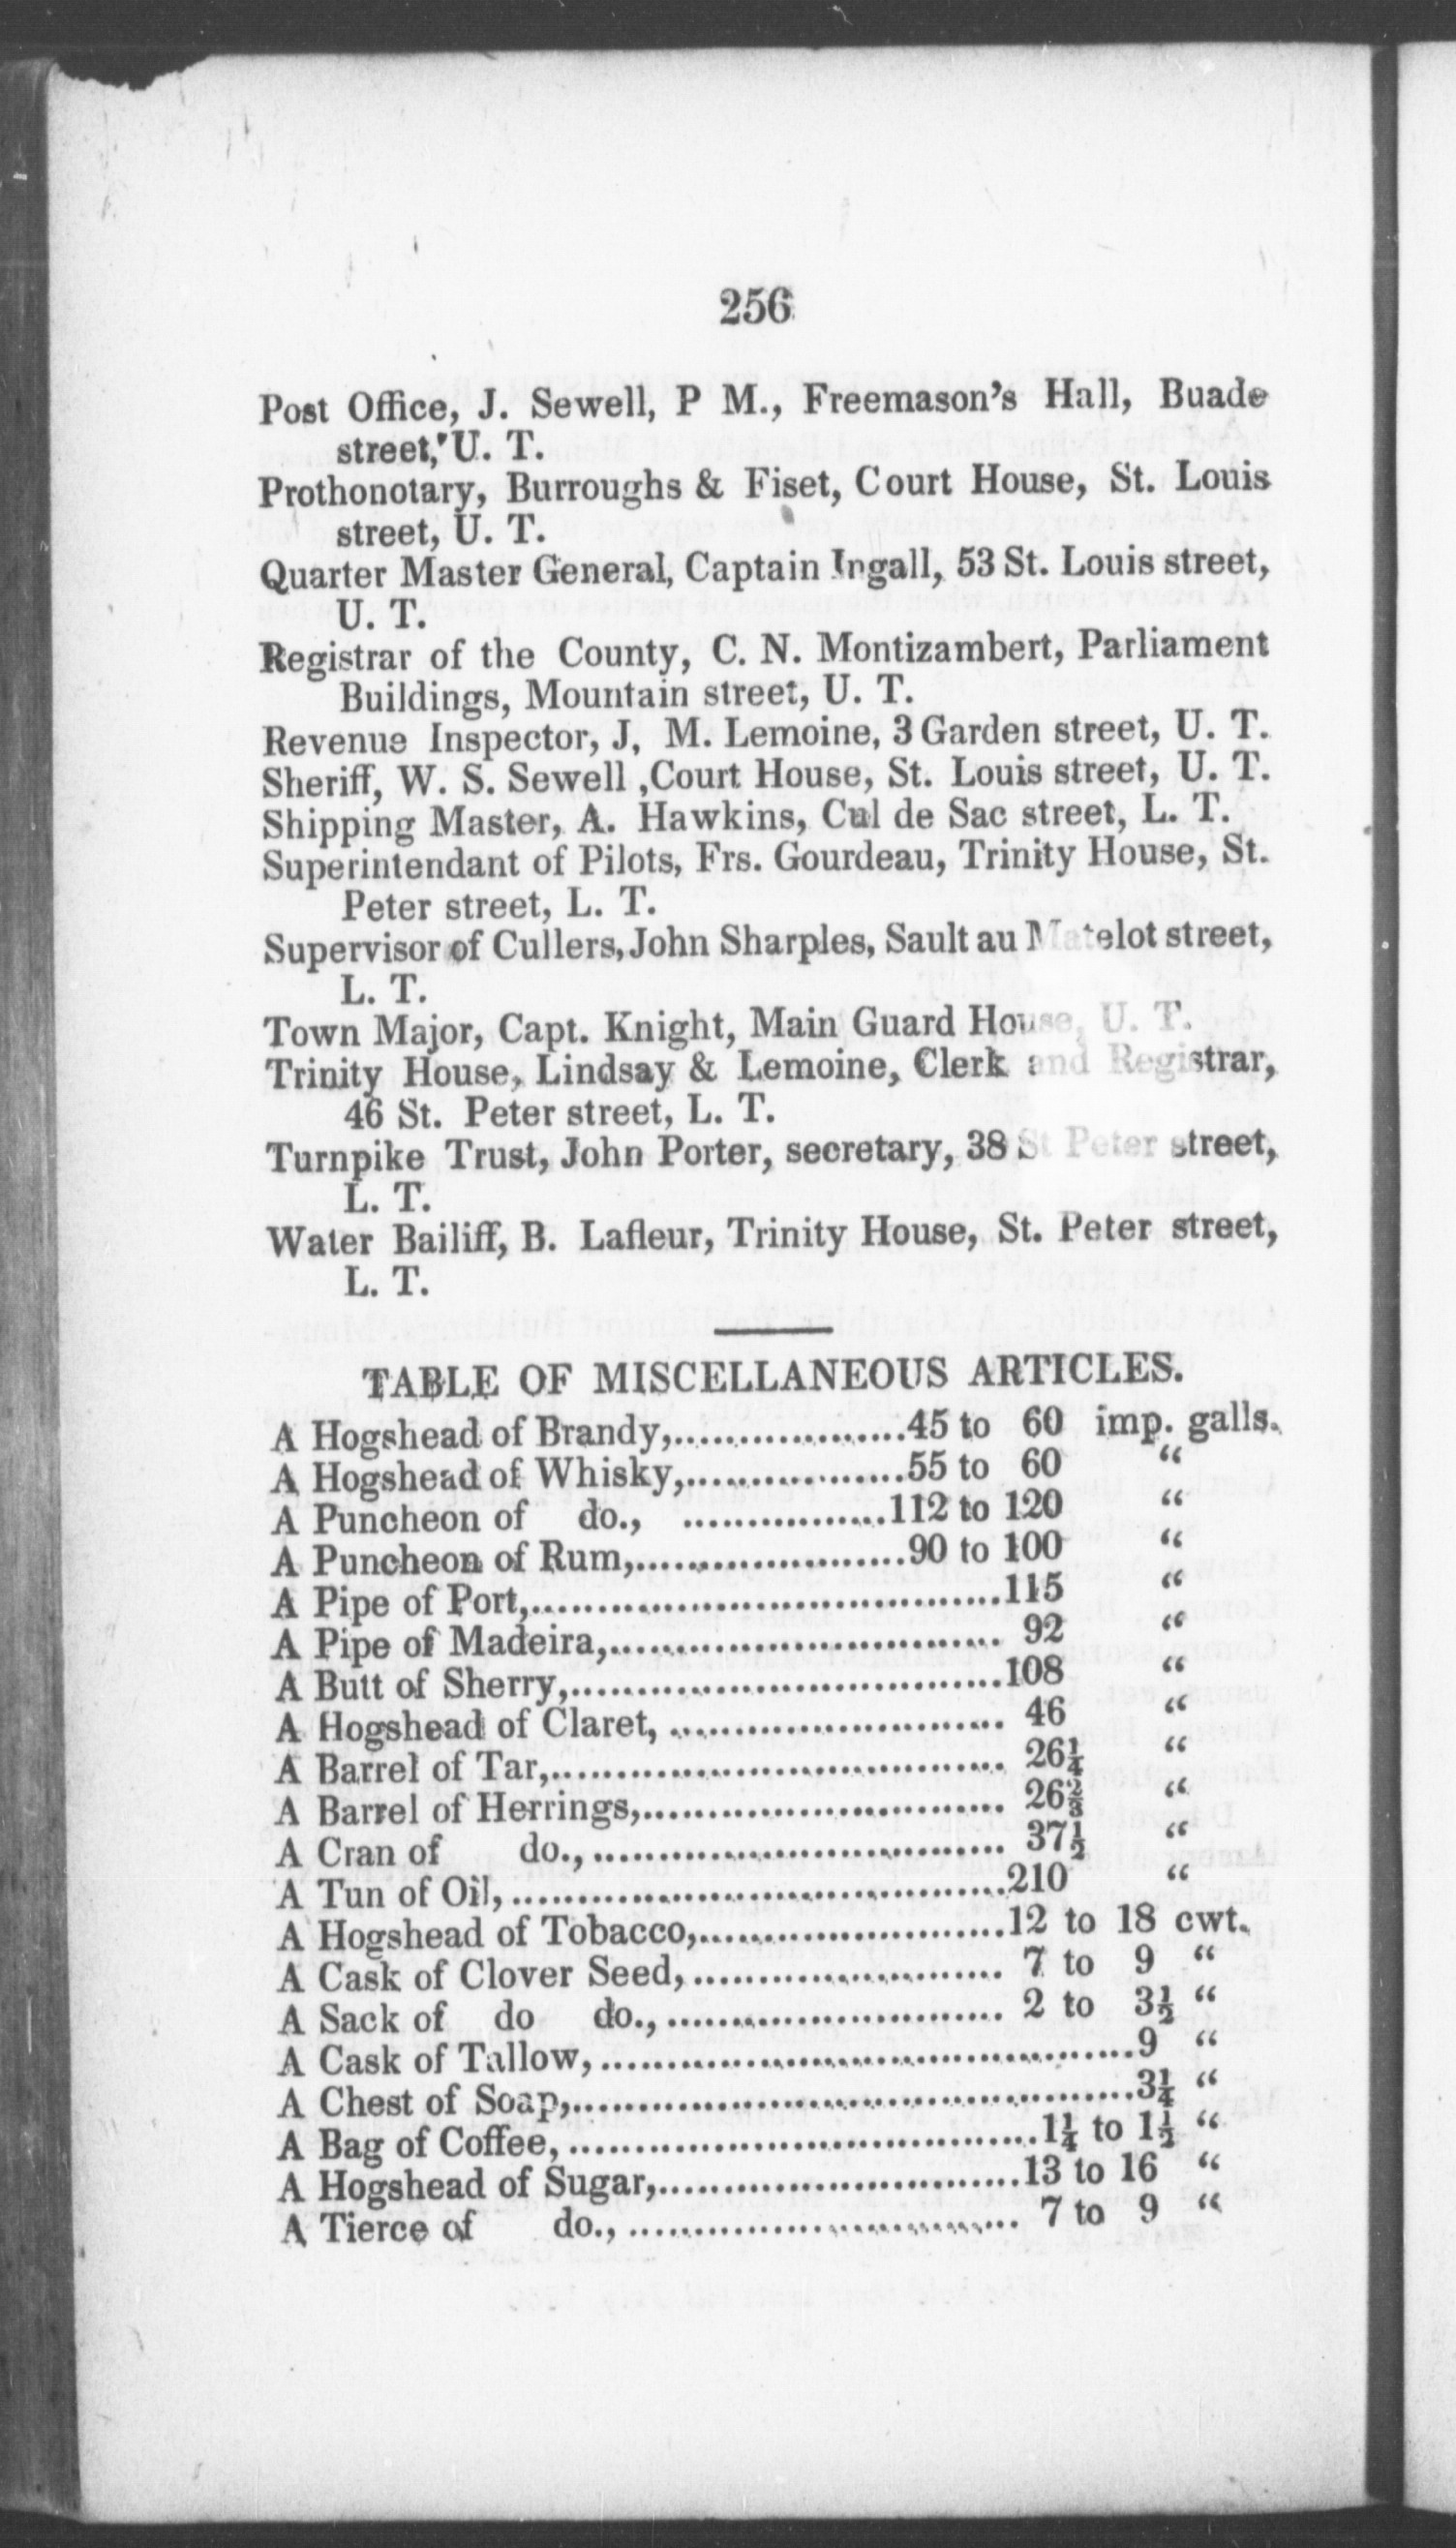 256
Post Office, J. Sewell, P M., Freemason's Hall, Buade
street, U. T.
Prothonotary, Burroughs & Fiset, Court House, St. Louis
street, U. T.
Quarter Master General, Captain Ingall, 53 St. Louis street,
U. T.
Registrar of the County, C. N. Montizambert, Parliament
Buildings, Mountain street, U. T.
Revenue Inspector, J, M. Lemoine, 3 Garden street, U. T.
Sheriff, W. S. Sewell ,Court House, St. Louis street, U. T.
Shipping Master, A. Hawkins, Cul de Sac street, L. T.
Superintendant of Pilots, Frs. Gourdeau, Trinity House, St.
Peter street, L. T.
Supervisor of Cullers, John Sharples, Sault au Matelot street,
L. T.
Town Major, Capt. Knight, Main Guard House, U. T.
Trinity House, Lindsay & Lemoine, Clerk and Registrar,
46 St. Peter street, L. T.
Turnpike Trust, John Porter, secretary, 38 St Peter street,
L. T.
Water Bailiff, B. Lafleur, Trinity House, St. Peter street,
L. T.
TABLE OF MISCELLANEOUS ARTICLES.
A Hogshead of Brandy,..................45 to 60 imp. galls.
A Hogshead of Whisky,.................55 to 60 “
A Puncheon of do., ................112 to 120 “
A Puncheon of Rum,.....................90 to 100 “
A Pipe of Port,....................................115 “
A Pipe of Madeira,.............................. 92 “
A Butt of Sherry,.................................108 “
A Hogshead of Claret, .......................... 46 “
A Barrel of Tar,................................... 26¼ “
A Barrel of Herrings,............................ 26⅔ “
A Cran of do.,................................ 37½ “
A Tun of Oil,......................................210 “
A Hogshead of Tobacco,.......................12 to 18 cwt.
A Cask of Clover Seed,........................ 7 to 9 “
A Sack of do do.,.......................... 2 to 3½ “
A Cask of Tallow,.........................................9 “
A Chest of Soap,...........................................3¼ “
A Bag of Coffee,....................................1¼ to 1½ “
A Hogshead of Sugar,............................13 to 16 “
A Tierce of do., .............................. 7 to 9 “